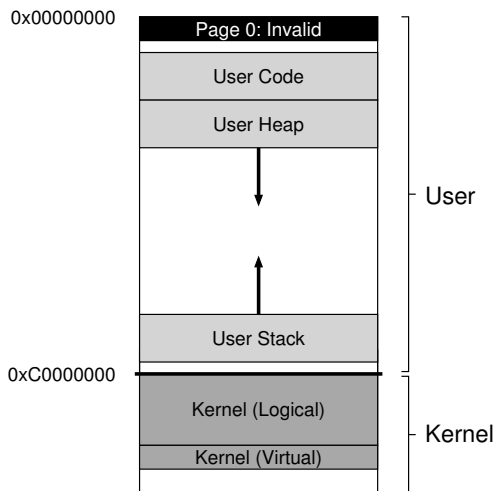 0x00000000
Page 0: Invalid
User Code
User Heap
User
User Stack
0xC0000000
Kernel (Logical)
Kernel
Kernel (Virtual)